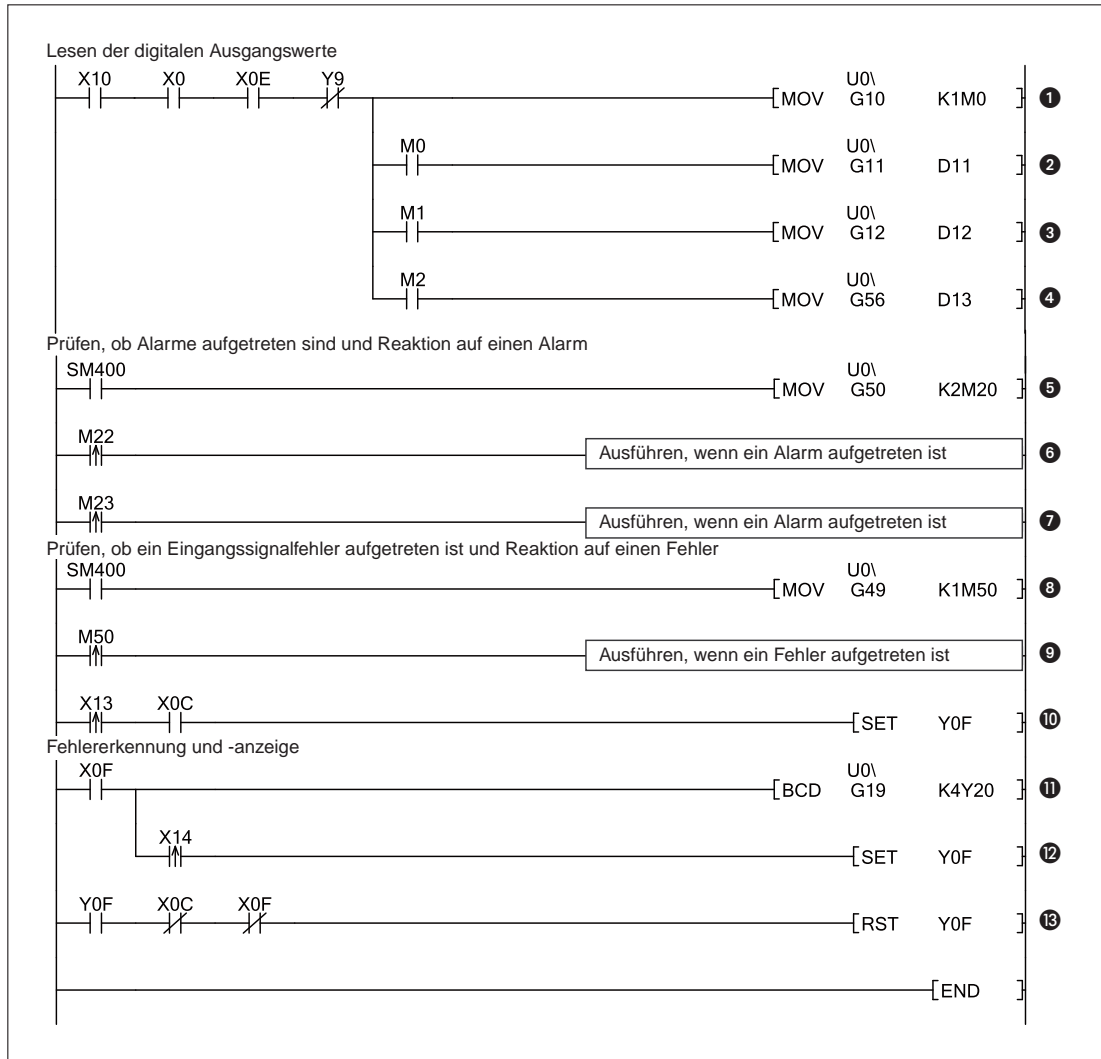 Lesen der digitalen Ausgangswerte
X10 X0 X0E Y9 U0\
[MOV G10 K1M0 ] ❶
M0 U0\
[MOV G11 D11 ] ❷
M1 U0\
[MOV G12 D12 ] ❸
M2 U0\
[MOV G56 D13 ] ❹
Prüfen, ob Alarme aufgetreten sind und Reaktion auf einen Alarm
SM400 U0\
[MOV G50 K2M20 ] ❺
M22
Ausführen, wenn ein Alarm aufgetreten ist ❻
M23
Ausführen, wenn ein Alarm aufgetreten ist ❼
Prüfen, ob ein Eingangssignalfehler aufgetreten ist und Reaktion auf einen Fehler
SM400 U0\
[MOV G49 K1M50 ] ❽
M50
Ausführen, wenn ein Fehler aufgetreten ist ❾
X13 X0C
[SET Y0F ] ❿
Fehlererkennung und -anzeige
X0F U0\
[BCD G19 K4Y20 ] ⓫
X14
[SET Y0F ] ⓬
Y0F X0C X0F
[RST Y0F ] ⓭
[END ]